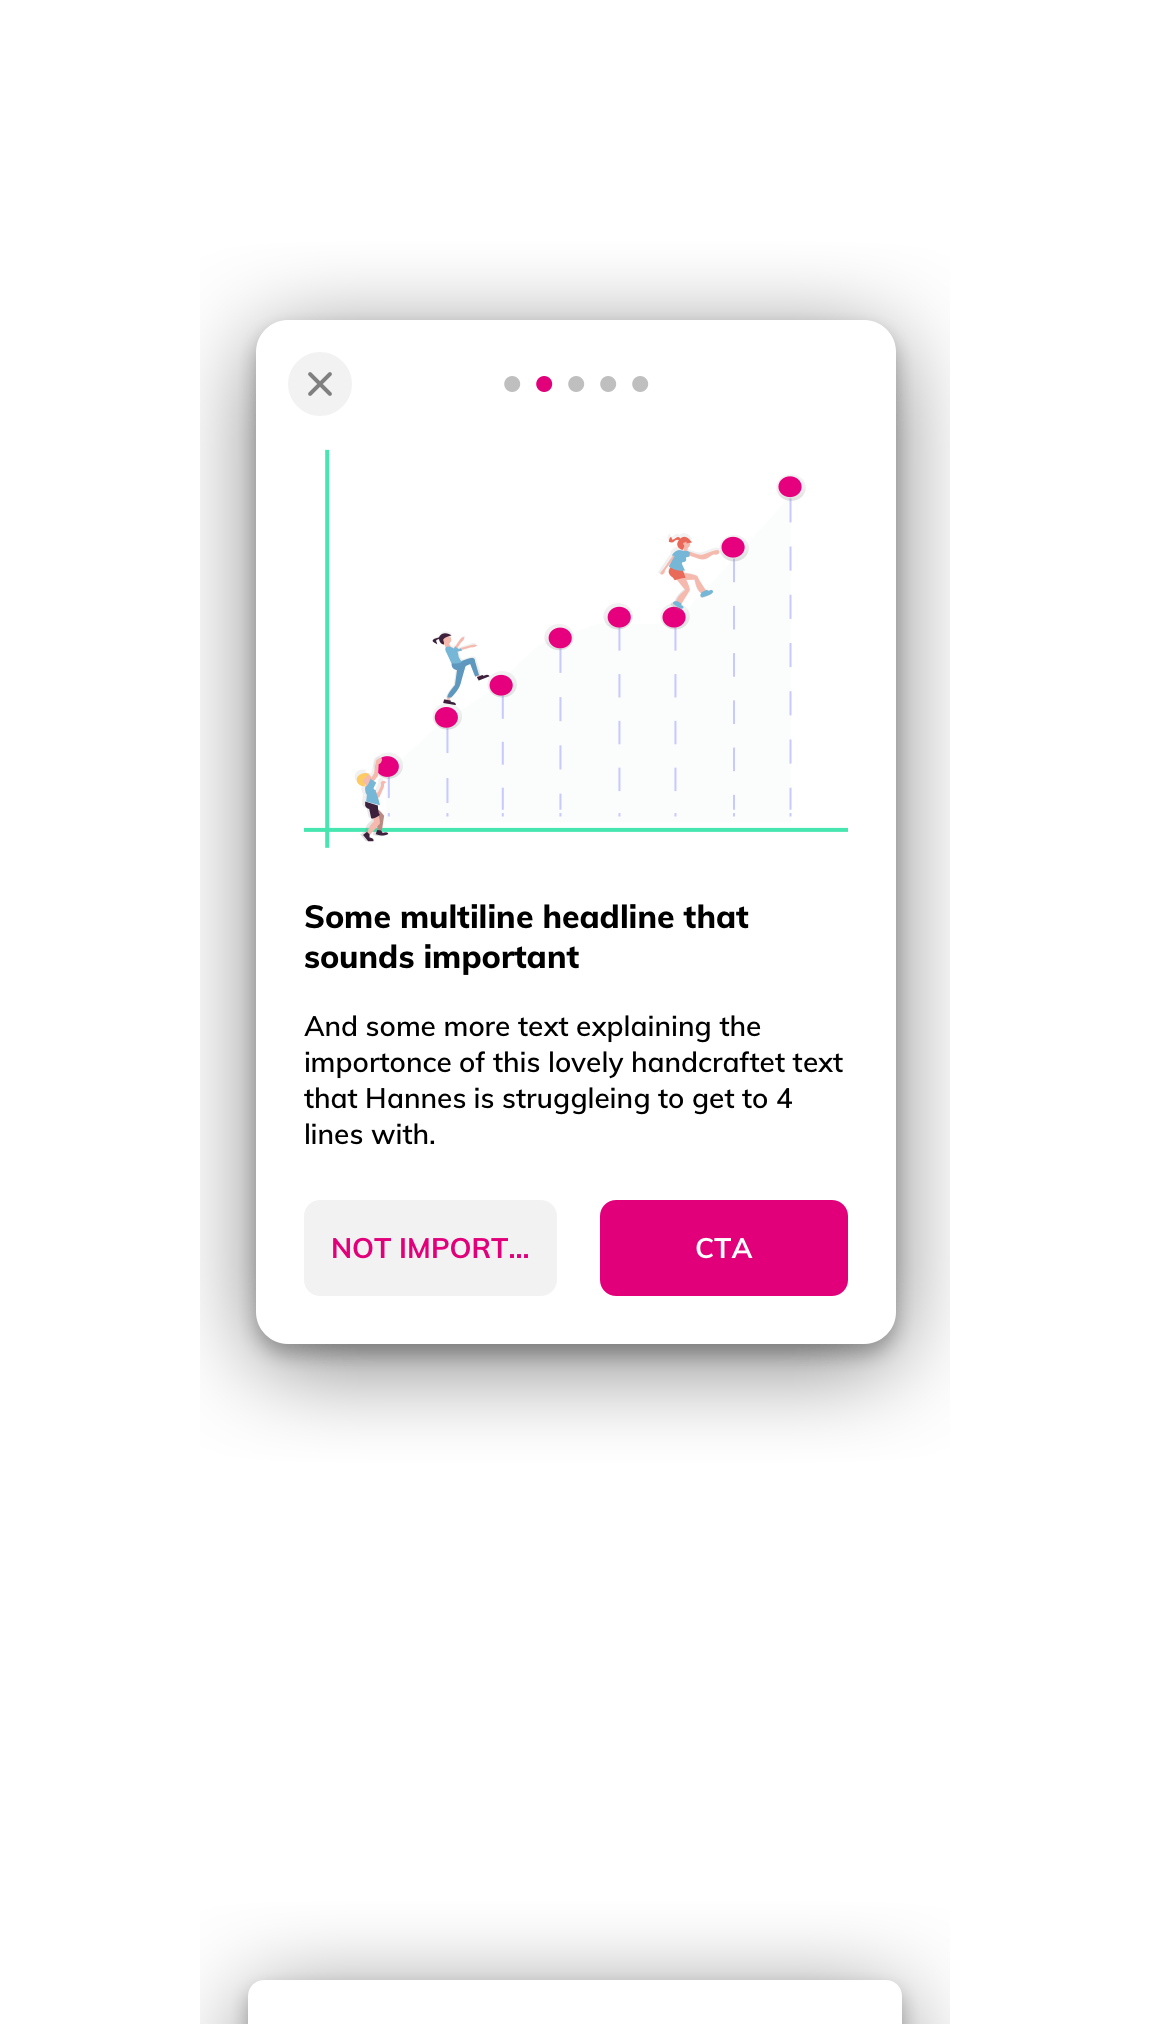 Some multiline headline that
sounds important
And some more text explaining the
importonce of this lovely handcraftet text
that Hannes is struggleing to get to 4
lines with.
NOT IMPORT...
CTA